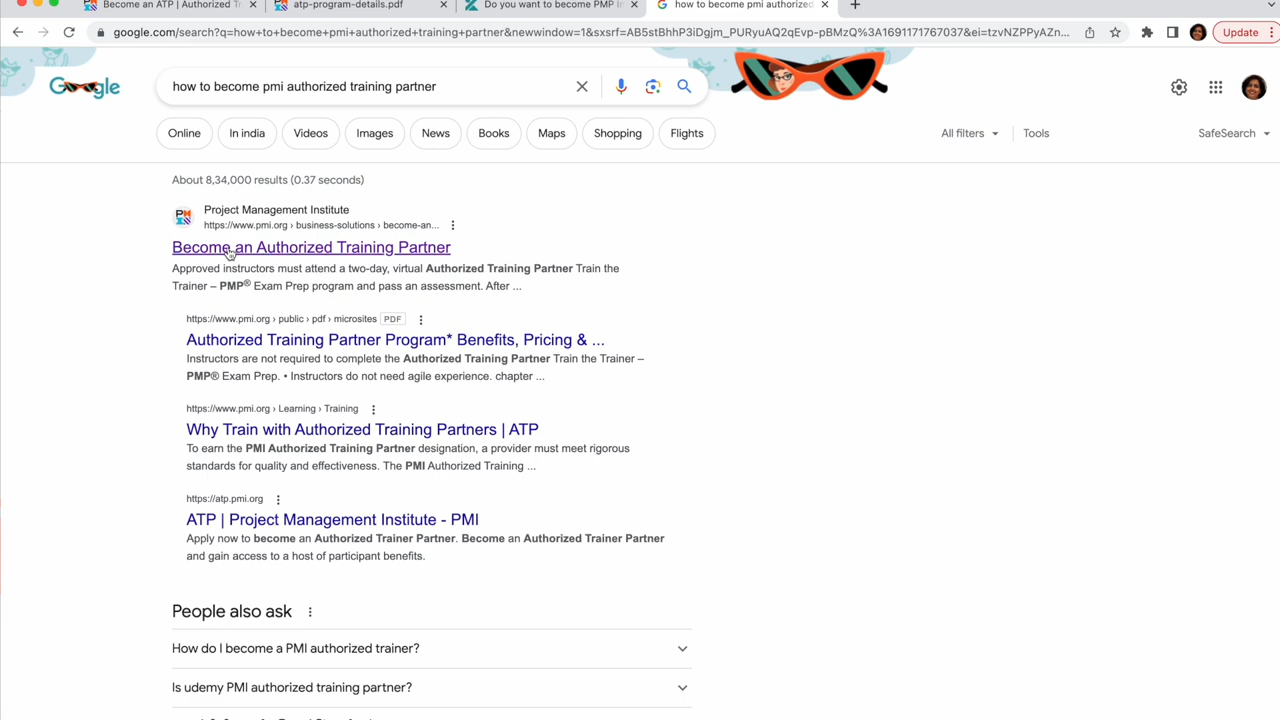 Become an ATP | Authorized Tr
atp-program-details.pdf
Do you want to become PMP In
how to become pmi authorized
google.com/search?q=how+to+become+pmi+authorized+training+partner&newwindow=1&sxsrf=AB5stBhhP3iDgjm_PURyuAQ2qEvp-pBMzQ%3A1691171767037&ei=tzvNZPPyAZn...
Update
Google
how to become pmi authorized training partner
Online
In india
Videos
Images
News
Books
Maps
Shopping
Flights
All filters
Tools
SafeSearch
About 8,34,000 results (0.37 seconds)
Project Management Institute
https://www.pmi.org › business-solutions › become-an...
Become an Authorized Training Partner
Approved instructors must attend a two-day, virtual Authorized Training Partner Train the
Trainer – PMP® Exam Prep program and pass an assessment. After ...
https://www.pmi.org › public › pdf › microsites PDF
Authorized Training Partner Program* Benefits, Pricing & ...
Instructors are not required to complete the Authorized Training Partner Train the Trainer –
PMP® Exam Prep. • Instructors do not need agile experience. chapter ...
https://www.pmi.org › Learning › Training
Why Train with Authorized Training Partners | ATP
To earn the PMI Authorized Training Partner designation, a provider must meet rigorous
standards for quality and effectiveness. The PMI Authorized Training ...
https://atp.pmi.org
ATP | Project Management Institute - PMI
Apply now to become an Authorized Trainer Partner. Become an Authorized Trainer Partner
and gain access to a host of participant benefits.
People also ask
How do I become a PMI authorized trainer?
Is udemy PMI authorized training partner?